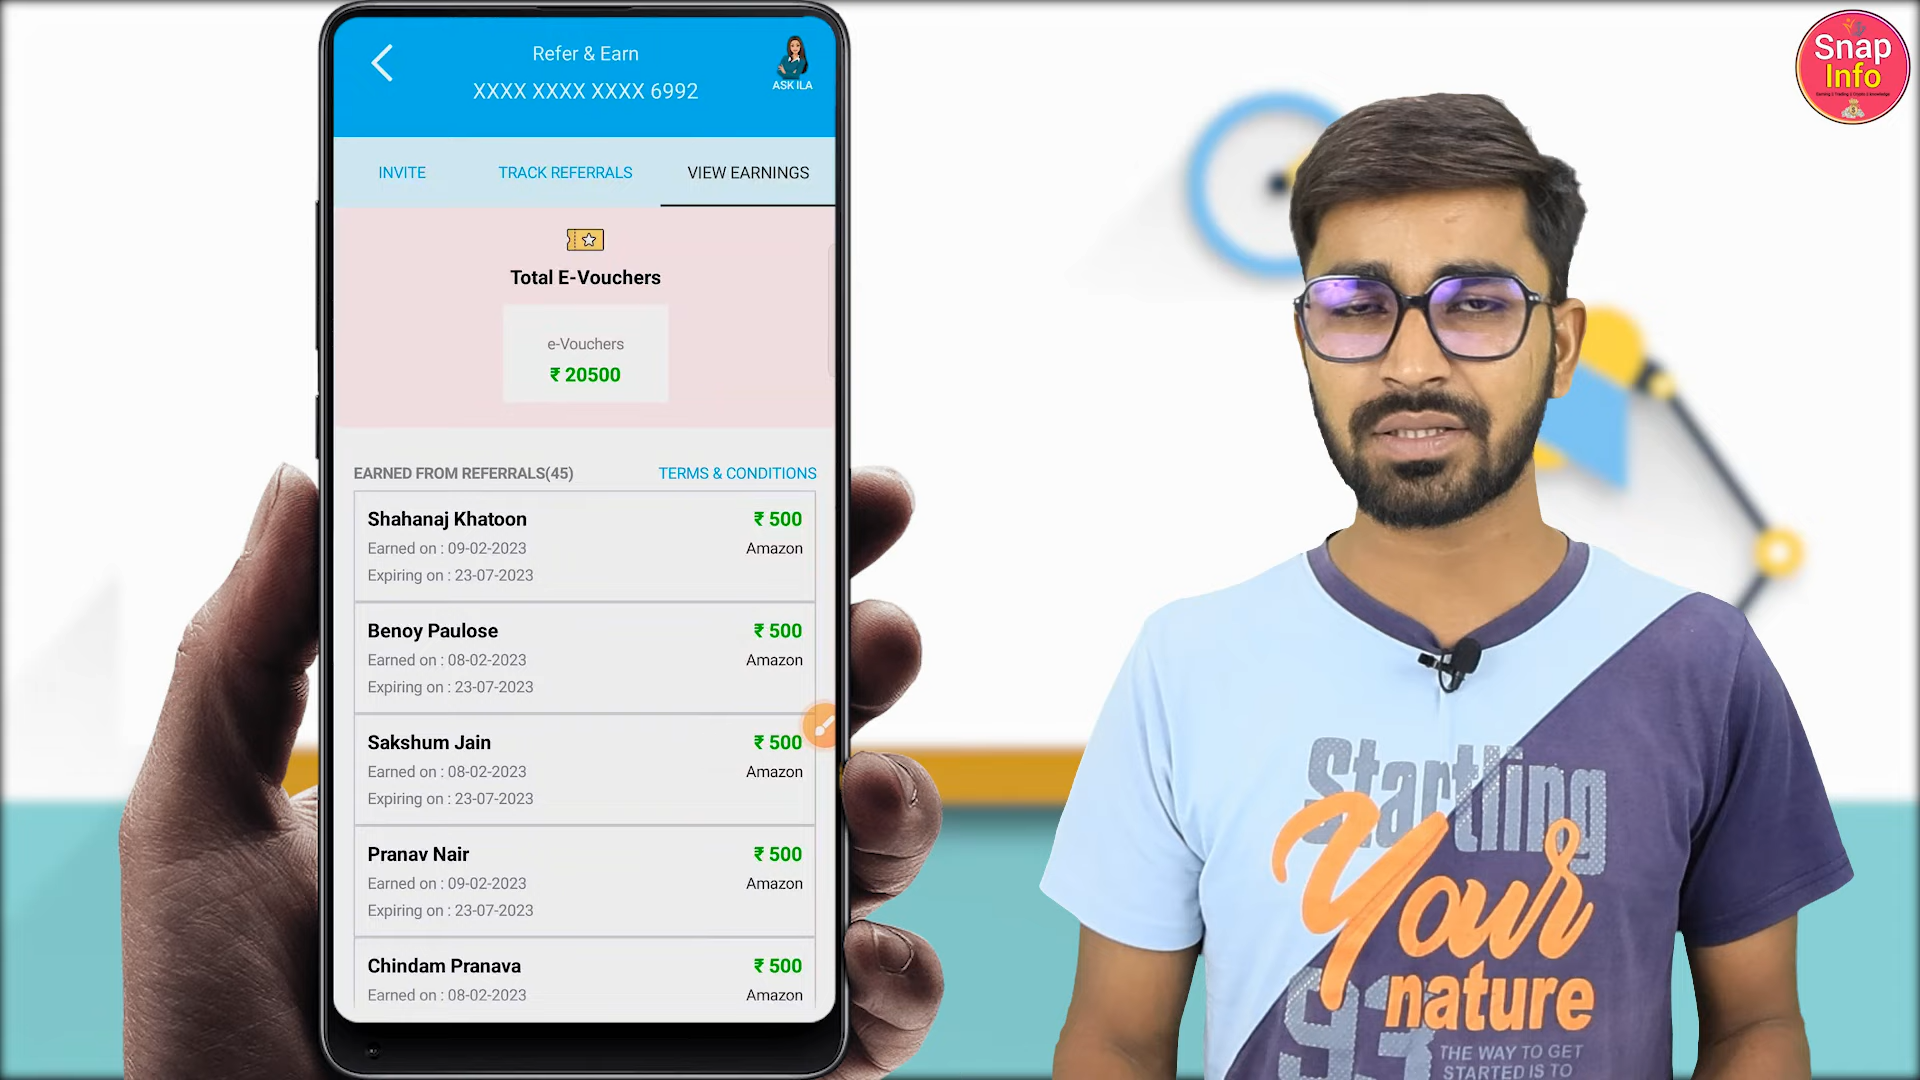 Refer & Earn
XXXX XXXX XXXX 6992
ASK ILA
INVITE
TRACK REFERRALS
VIEW EARNINGS
Total E-Vouchers
e-Vouchers
₹ 20500
EARNED FROM REFERRALS(45)
TERMS & CONDITIONS
Shahanaj Khatoon
₹ 500
Earned on : 09-02-2023
Amazon
Expiring on : 23-07-2023
Benoy Paulose
₹ 500
Earned on : 08-02-2023
Amazon
Expiring on : 23-07-2023
Sakshum Jain
₹ 500
Earned on : 08-02-2023
Amazon
Expiring on : 23-07-2023
Pranav Nair
₹ 500
Earned on : 09-02-2023
Amazon
Expiring on : 23-07-2023
Chindam Pranava
₹ 500
Earned on : 08-02-2023
Amazon
Snap
Info
Startling
Your
nature
93
THE WAY TO GET
STARTED IS TO